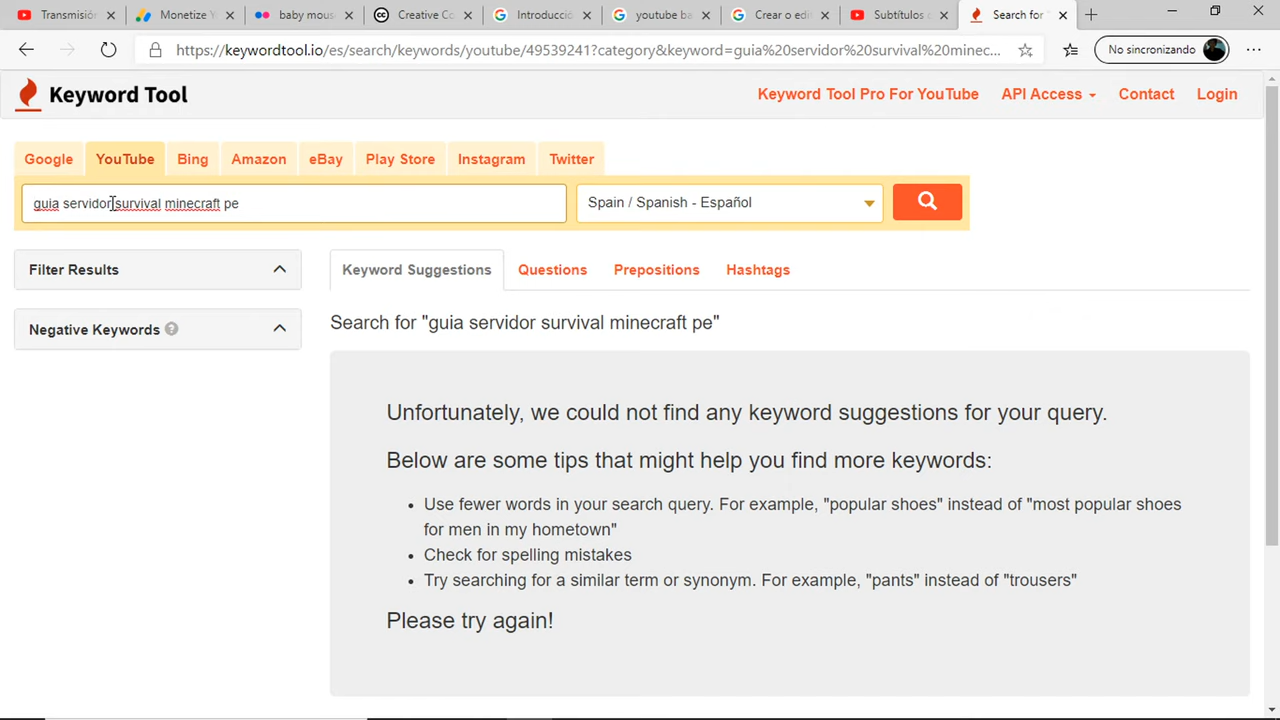 Transmisión
Monetize Y
baby mous
Creative Co
Introducció
youtube ba
Crear o edi
Subtítulos c
Search for "
No sincronizando
https://keywordtool.io/es/search/keywords/youtube/49539241?category&keyword=guia%20servidor%20survival%20minec...
Keyword Tool
Keyword Tool Pro For YouTube
API Access
Contact
Login
Google
YouTube
Bing
Amazon
eBay
Play Store
Instagram
Twitter
guia servidor survival minecraft pe
Spain / Spanish - Español
Filter Results
Negative Keywords ?
Keyword Suggestions
Questions
Prepositions
Hashtags
Search for "guia servidor survival minecraft pe"
Unfortunately, we could not find any keyword suggestions for your query.
Below are some tips that might help you find more keywords:
• Use fewer words in your search query. For example, "popular shoes" instead of "most popular shoes
for men in my hometown"
• Check for spelling mistakes
• Try searching for a similar term or synonym. For example, "pants" instead of "trousers"
Please try again!